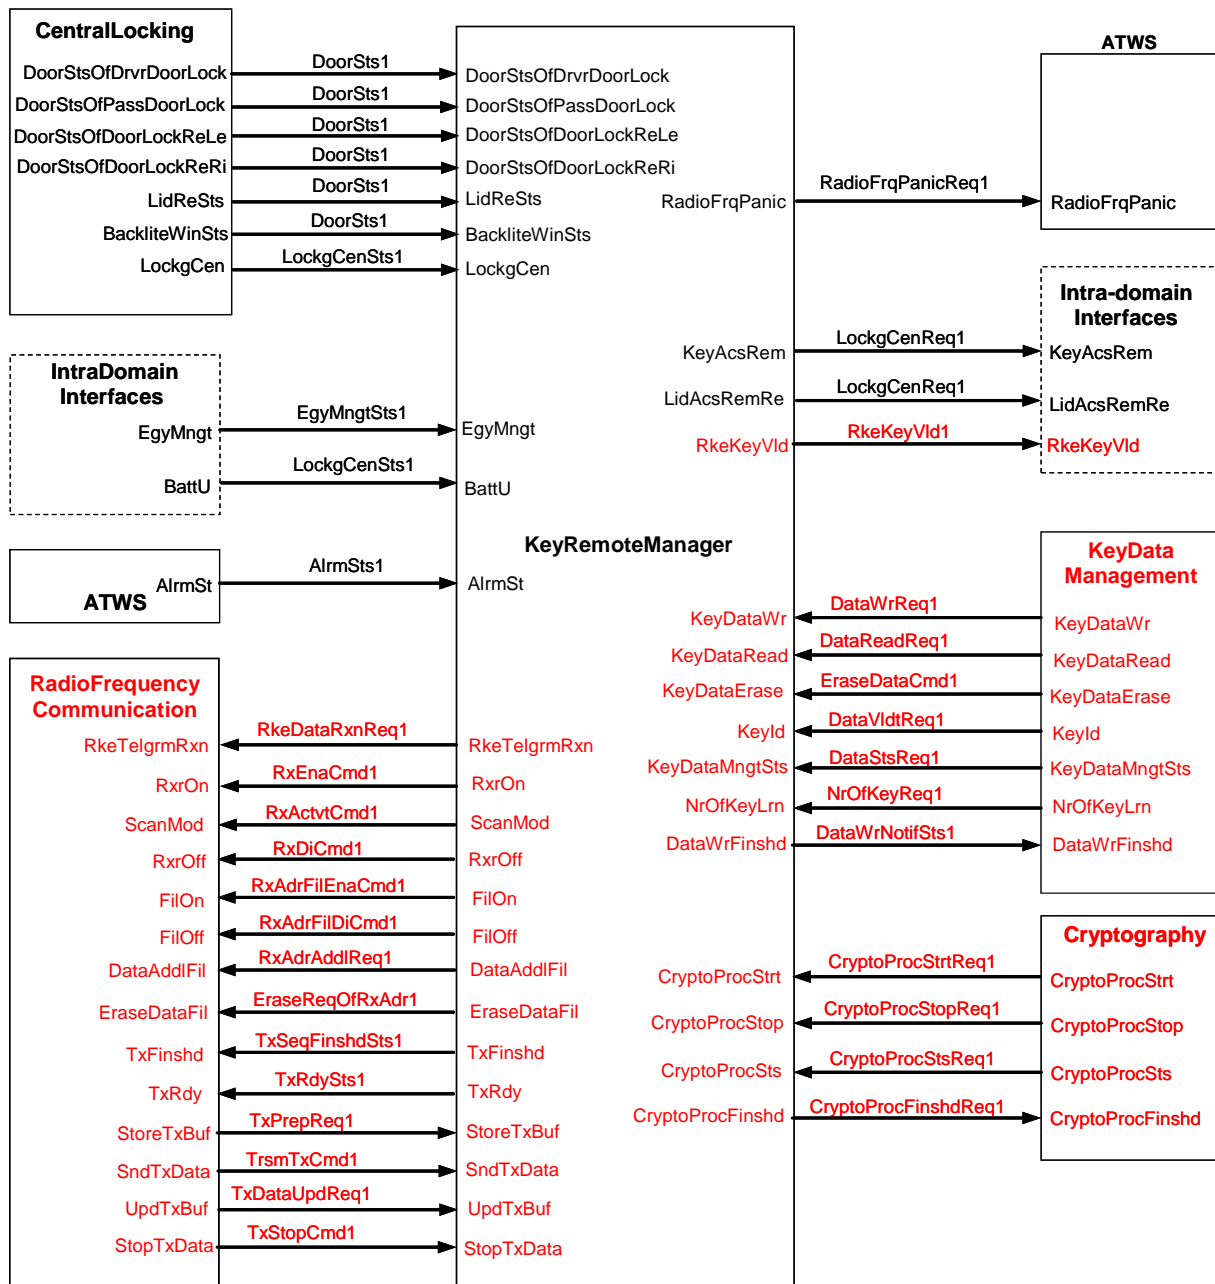 CentralLocking
DoorStsOfDrvrDoorLock
DoorStsOfPassDoorLock
DoorStsOfDoorLockReLe
DoorStsOfDoorLockReRi
LidReSts
BackliteWinSts
LockgCen
DoorSts1
DoorSts1
DoorSts1
DoorSts1
DoorSts1
DoorSts1
LockgCenSts1
IntraDomain
Interfaces
EgyMngt
BattU
EgyMngtSts1
LockgCenSts1
AlrmSt
ATWS
AlrmSts1
RadioFrequency
Communication
RkeTelgrmRxn
RxrOn
ScanMod
RxrOff
FilOn
FilOff
DataAddlFil
EraseDataFil
TxFinshd
TxRdy
StoreTxBuf
SndTxData
UpdTxBuf
StopTxData
RkeDataRxnReq1
RxEnaCmd1
RxActvtCmd1
RxDiCmd1
RxAdrFilEnaCmd1
RxAdrFilDiCmd1
RxAdrAddlReq1
EraseReqOfRxAdr1
TxSeqFinshdSts1
TxRdySts1
TxPrepReq1
TrsmTxCmd1
TxDataUpdReq1
TxStopCmd1
DoorStsOfDrvrDoorLock
DoorStsOfPassDoorLock
DoorStsOfDoorLockReLe
DoorStsOfDoorLockReRi
LidReSts
BackliteWinSts
LockgCen
EgyMngt
BattU
KeyRemoteManager
AlrmSt
RkeTelgrmRxn
RxrOn
ScanMod
RxrOff
FilOn
FilOff
DataAddlFil
EraseDataFil
TxFinshd
TxRdy
StoreTxBuf
SndTxData
UpdTxBuf
StopTxData
RadioFrqPanic
KeyAcsRem
LidAcsRemRe
RkeKeyVld
KeyDataWr
KeyDataRead
KeyDataErase
KeyId
KeyDataMngtSts
NrOfKeyLrn
DataWrFinshd
CryptoProcStrt
CryptoProcStop
CryptoProcSts
CryptoProcFinshd
RadioFrqPanicReq1
LockgCenReq1
LockgCenReq1
RkeKeyVld1
DataWrReq1
DataReadReq1
EraseDataCmd1
DataVldtReq1
DataStsReq1
NrOfKeyReq1
DataWrNotifSts1
CryptoProcStrtReq1
CryptoProcStopReq1
CryptoProcStsReq1
CryptoProcFinshdReq1
ATWS
RadioFrqPanic
Intra-domain
Interfaces
KeyAcsRem
LidAcsRemRe
RkeKeyVld
KeyData
Management
KeyDataWr
KeyDataRead
KeyDataErase
KeyId
KeyDataMngtSts
NrOfKeyLrn
DataWrFinshd
Cryptography
CryptoProcStrt
CryptoProcStop
CryptoProcSts
CryptoProcFinshd